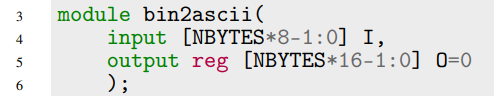 3 module bin2ascii(
4 input [NBYTES*8-1:0] I,
5 output reg [NBYTES*16-1:0] O=0
6 );